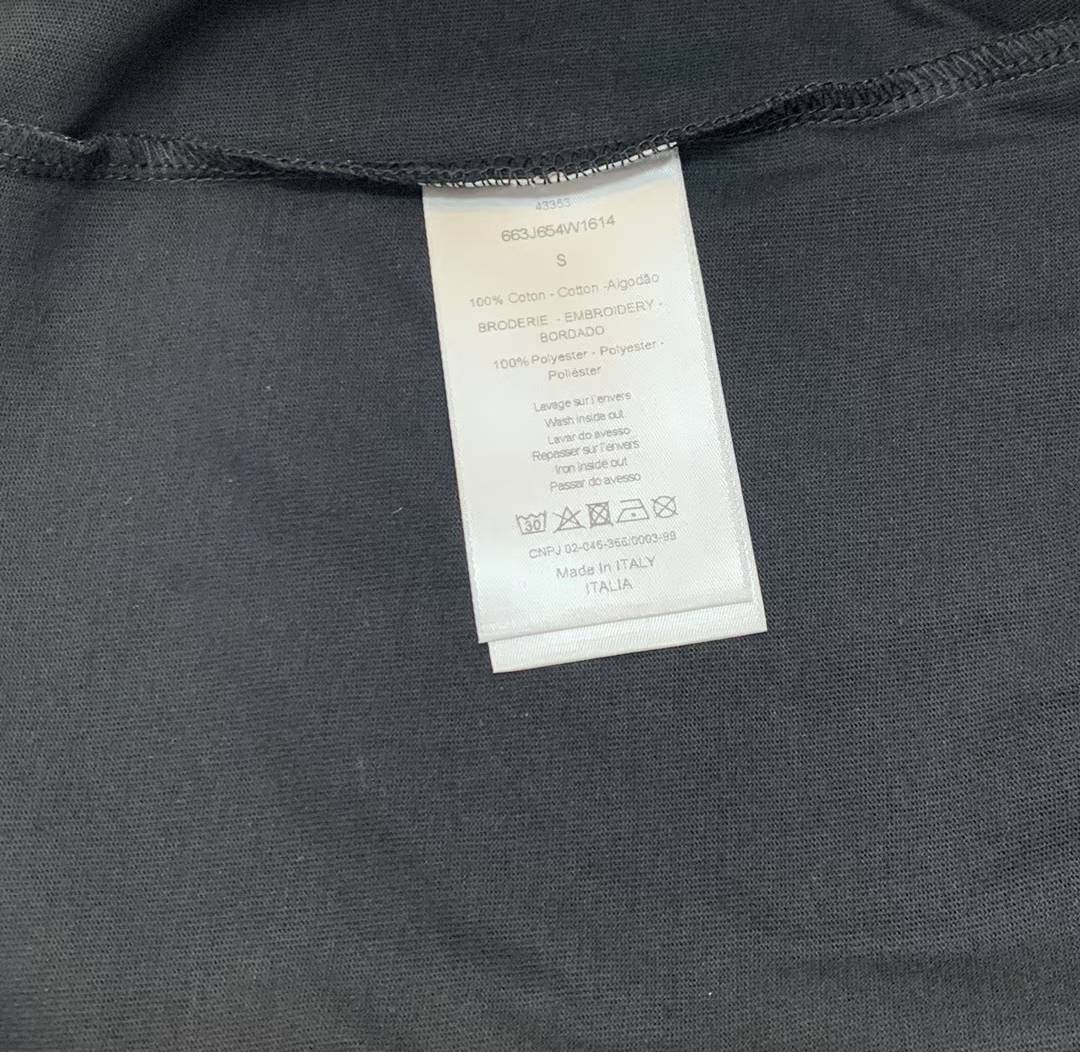 43353
663J654W1614
S
100% Coton - Cotton -Algodão
BRODERIE - EMBROIDERY -
BORDADO
100% Polyester - Polyester -
Poliéster
Lavage sur l'envers
Wash inside out
Lavar do avesso
Repasser sur l'envers
Iron inside out
Passar do avesso
30
CNPJ 02-046-366/0003-99
Made In ITALY
ITALIA